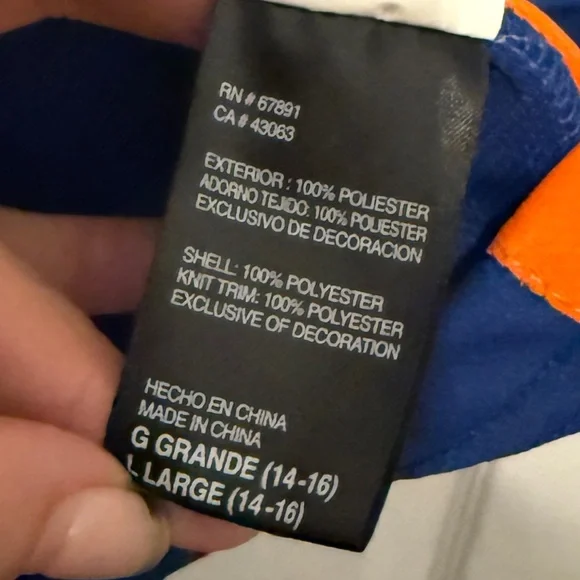 RN # 67891
CA # 43063
EXTERIOR : 100% POLIESTER
ADORNO TEJIDO: 100% POLIESTER
EXCLUSIVO DE DECORACION
SHELL: 100% POLYESTER
KNIT TRIM: 100% POLYESTER
EXCLUSIVE OF DECORATION
HECHO EN CHINA
MADE IN CHINA
G GRANDE (14-16)
L LARGE (14-16)